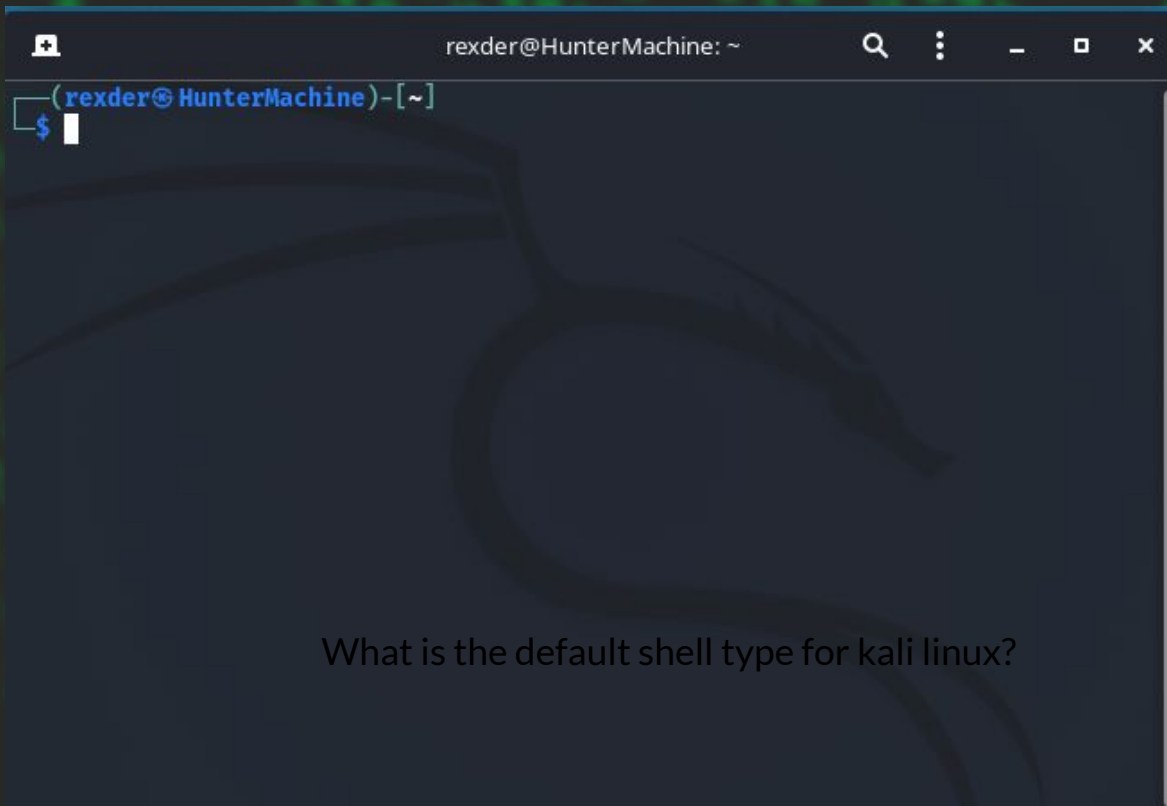 rexder@HunterMachine: ~
┌──(rexder㉿HunterMachine)-[~]
└─$
What is the default shell type for kali linux?